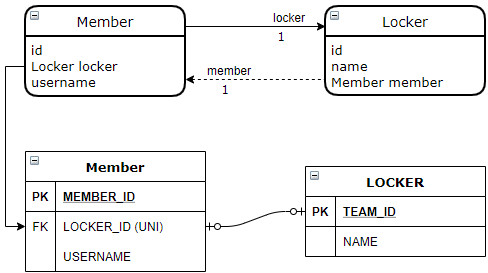 Member
id
Locker locker
username
locker
1
member
1
Locker
id
name
Member member
Member
PK MEMBER_ID
FK LOCKER_ID (UNI)
USERNAME
LOCKER
PK TEAM_ID
NAME